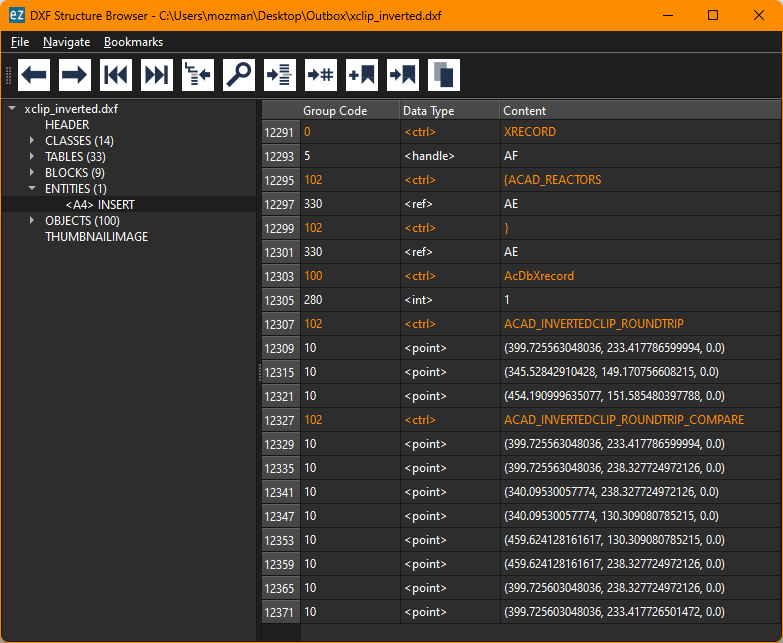 DXF Structure Browser - C:\Users\mozman\Desktop\Outbox\xclip_inverted.dxf
File Navigate Bookmarks
xclip_inverted.dxf
HEADER
CLASSES (14)
TABLES (33)
BLOCKS (9)
ENTITIES (1)
<A4> INSERT
OBJECTS (100)
THUMBNAILIMAGE
Group Code Data Type Content
12291 0 <ctrl> XRECORD
12293 5 <handle> AF
12295 102 <ctrl> {ACAD_REACTORS
12297 330 <ref> AE
12299 102 <ctrl> }
12301 330 <ref> AE
12303 100 <ctrl> AcDbXrecord
12305 280 <int> 1
12307 102 <ctrl> ACAD_INVERTEDCLIP_ROUNDTRIP
12309 10 <point> (399.725563048036, 233.417786599994, 0.0)
12315 10 <point> (345.52842910428, 149.170756608215, 0.0)
12321 10 <point> (454.190999635077, 151.585480397788, 0.0)
12327 102 <ctrl> ACAD_INVERTEDCLIP_ROUNDTRIP_COMPARE
12329 10 <point> (399.725563048036, 233.417786599994, 0.0)
12335 10 <point> (399.725563048036, 238.327724972126, 0.0)
12341 10 <point> (340.09530057774, 238.327724972126, 0.0)
12347 10 <point> (340.09530057774, 130.309080785215, 0.0)
12353 10 <point> (459.624128161617, 130.309080785215, 0.0)
12359 10 <point> (459.624128161617, 238.327724972126, 0.0)
12365 10 <point> (399.725603048036, 238.327724972126, 0.0)
12371 10 <point> (399.725603048036, 233.417726501472, 0.0)